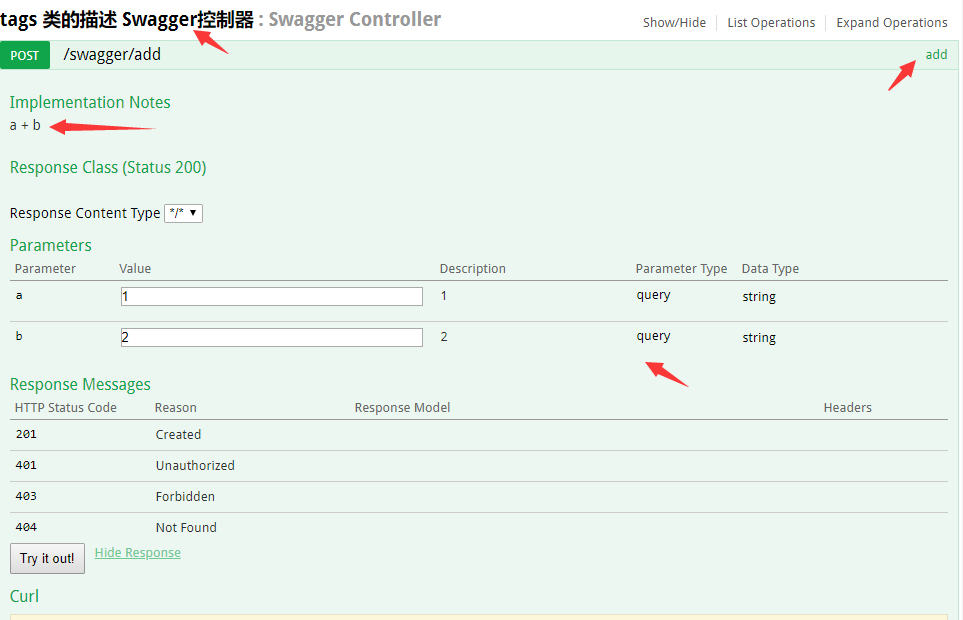 tags 类的描述 Swagger控制器 : Swagger Controller Show/Hide List Operations Expand Operations
POST /swagger/add add
Implementation Notes
a + b
Response Class (Status 200)
Response Content Type */* ▼
Parameters
Parameter Value Description Parameter Type Data Type
a 1 1 query string
b 2 2 query string
Response Messages
HTTP Status Code Reason Response Model Headers
201 Created
401 Unauthorized
403 Forbidden
404 Not Found
Try it out! Hide Response
Curl